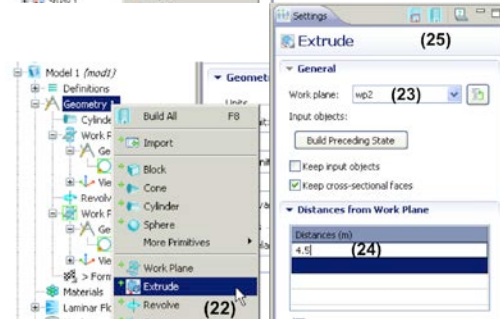 Settings
Extrude (25)
General
Work plane: wp2 (23)
Input objects:
Build Preceding State
Keep input objects
Keep cross-sectional faces
Distances from Work Plane
Distances (m)
4.5 (24)
Model 1 (mod1)
Definitions
Geometry
Cylinde
Work P
Ge
Vie
Revolv
Work P
Ge
Vie
> Form
Materials
Laminar Flo
Geomet
Units
Build All F8
Import
Block
Cone
Cylinder
Sphere
More Primitives
Work Plane
Extrude
Revolve (22)